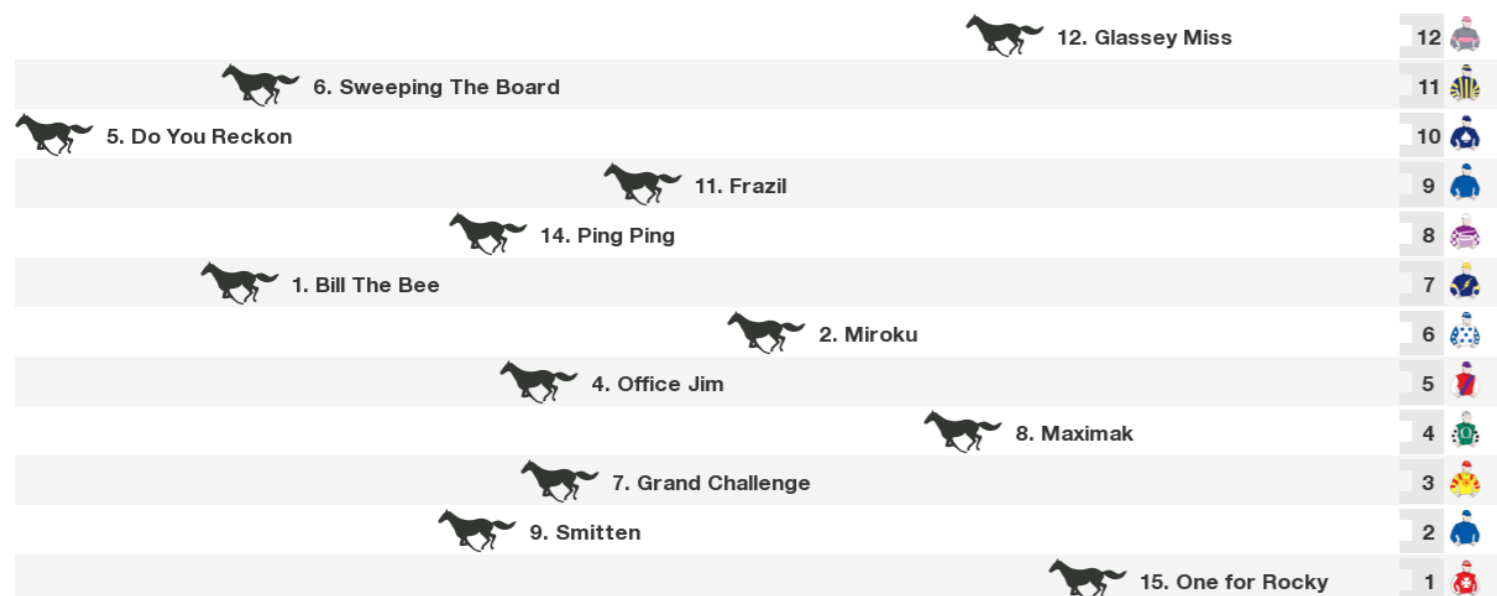 12. Glassey Miss 12
6. Sweeping The Board 11
5. Do You Reckon 10
11. Frazil 9
14. Ping Ping 8
1. Bill The Bee 7
2. Miroku 6
4. Office Jim 5
8. Maximak 4
7. Grand Challenge 3
9. Smitten 2
15. One for Rocky 1